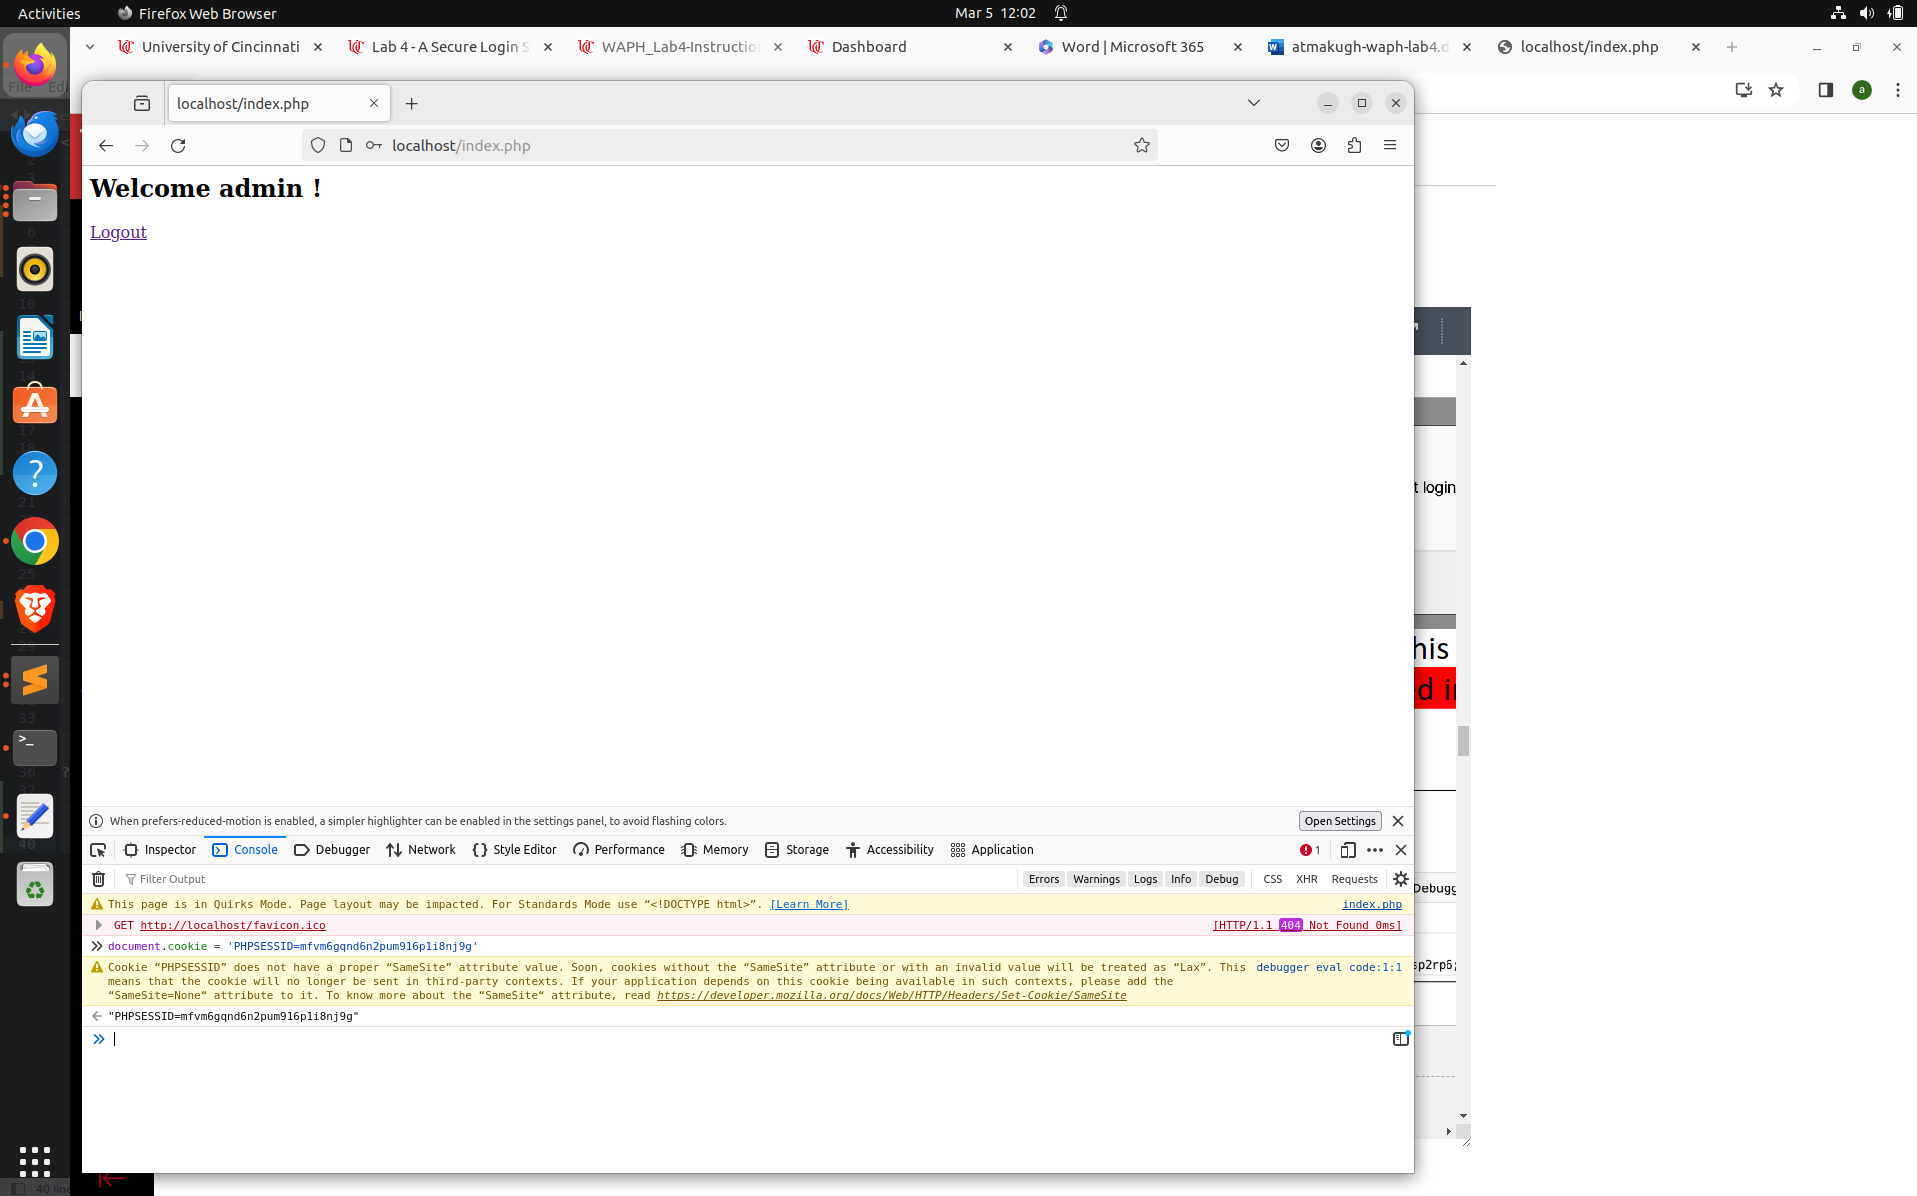 Activities
Firefox Web Browser
Mar 5 12:02
University of Cincinnati
Lab 4 - A Secure Login S
WAPH_Lab4-Instructio
Dashboard
Word | Microsoft 365
atmakugh-waph-lab4.d
localhost/index.php
File
a
localhost/index.php
localhost/index.php
Welcome admin !
Logout
t login
his
ed i
When prefers-reduced-motion is enabled, a simpler highlighter can be enabled in the settings panel, to avoid flashing colors.
Open Settings
Inspector
Console
Debugger
Network
Style Editor
Performance
Memory
Storage
Accessibility
Application
1
Filter Output
Errors
Warnings
Logs
Info
Debug
CSS
XHR
Requests
Debugg
This page is in Quirks Mode. Page layout may be impacted. For Standards Mode use “<!DOCTYPE html>”. [Learn More]
index.php
GET http://localhost/favicon.ico
[HTTP/1.1 404 Not Found 0ms]
document.cookie = 'PHPSESSID=mfvm6gqnd6n2pum916p1i8nj9g'
Cookie “PHPSESSID” does not have a proper “SameSite” attribute value. Soon, cookies without the “SameSite” attribute or with an invalid value will be treated as “Lax”. This
debugger eval code:1:1
sp2rp6;
means that the cookie will no longer be sent in third-party contexts. If your application depends on this cookie being available in such contexts, please add the
“SameSite=None“ attribute to it. To know more about the “SameSite“ attribute, read https://developer.mozilla.org/docs/Web/HTTP/Headers/Set-Cookie/SameSite
"PHPSESSID=mfvm6gqnd6n2pum916p1i8nj9g"
40 line